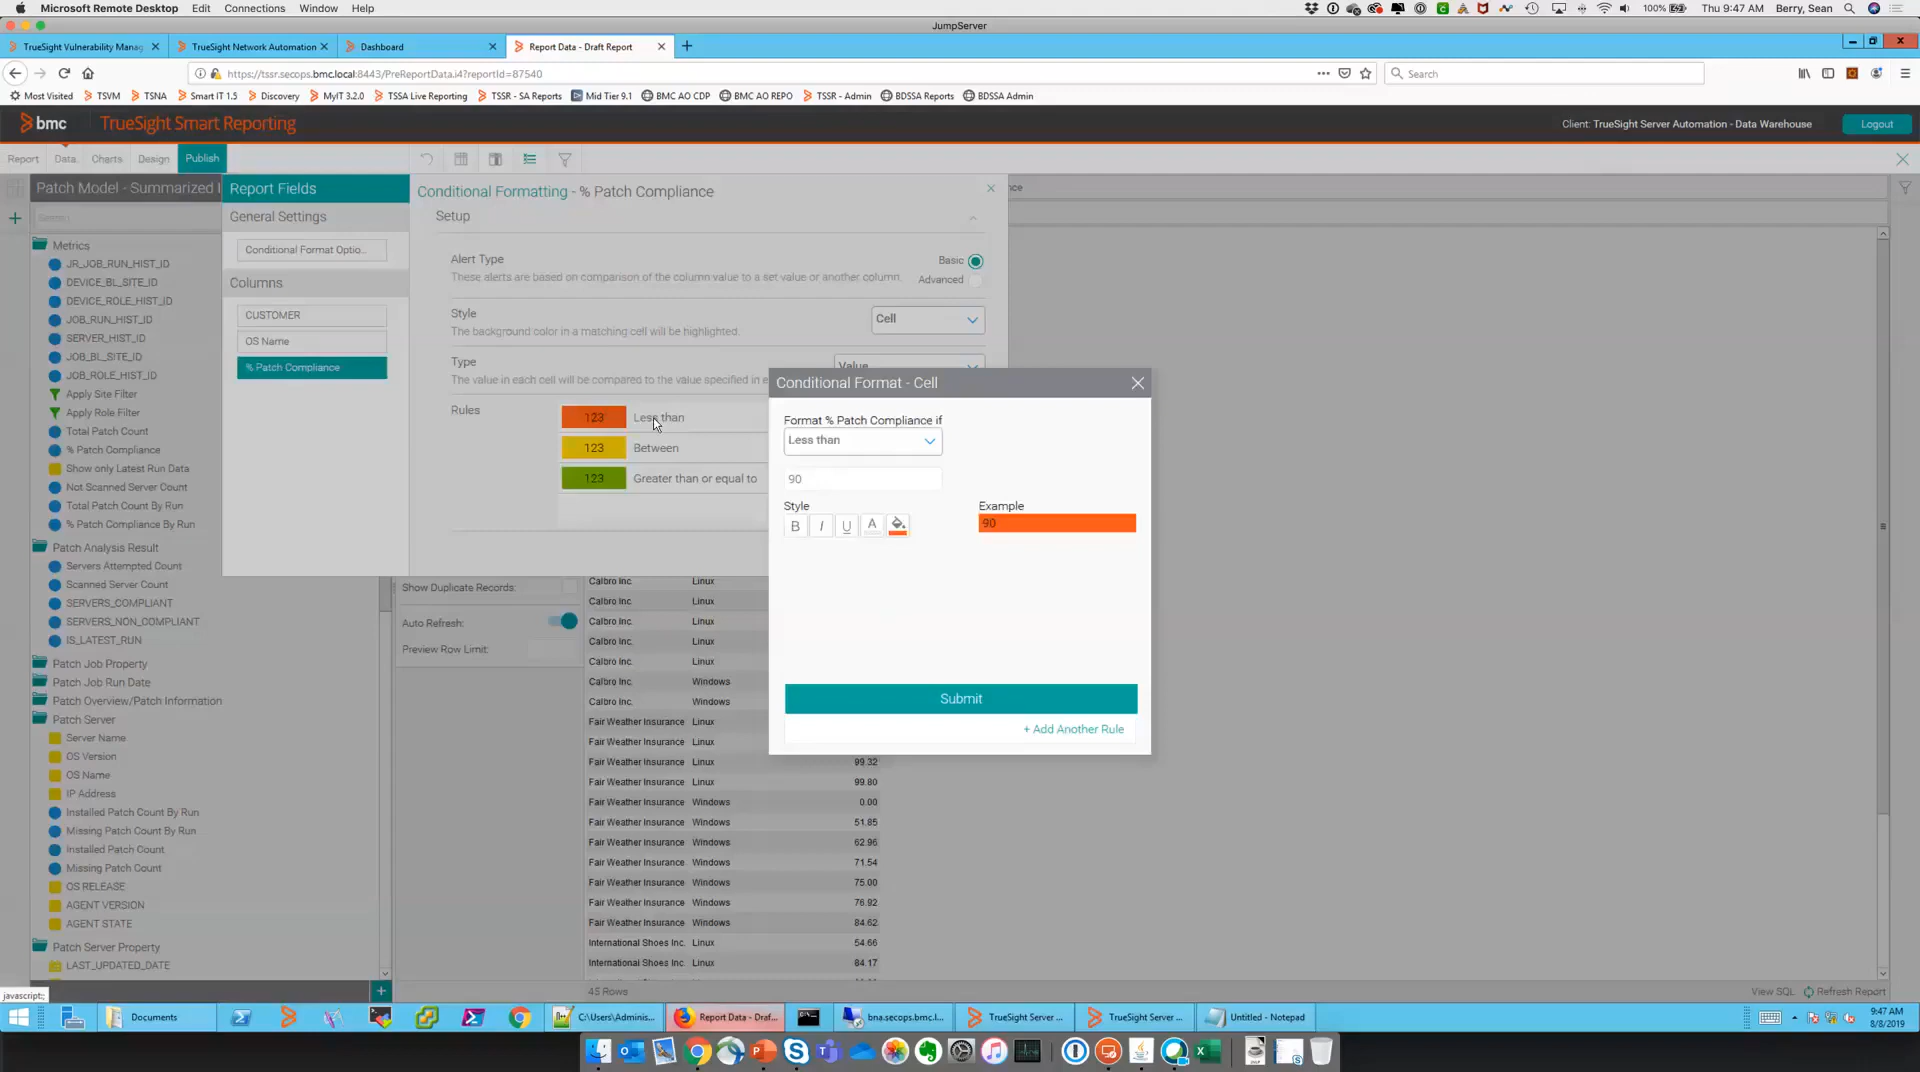 Microsoft Remote Desktop Edit Connections Window Help
100% Thu 9:47 AM Berry, Sean
JumpServer
TrueSight Vulnerability Manag × TrueSight Network Automation × Dashboard × Report Data - Draft Report × +
https://tssr.secops.bmc.local:8443/PreReportData.i4?reportId=87540
Search
Most Visited TSVM TSNA Smart IT 1.5 Discovery MyIT 3.2.0 TSSA Live Reporting TSSR - SA Reports Mid Tier 9.1 BMC AO CDP BMC AO REPO TSSR - Admin BDSSA Reports BDSSA Admin
bmc TrueSight Smart Reporting
Client: TrueSight Server Automation - Data Warehouse Logout
Report Data Charts Design Publish
Patch Model - Summarized
Search
Metrics
JR_JOB_RUN_HIST_ID
DEVICE_BL_SITE_ID
DEVICE_ROLE_HIST_ID
JOB_RUN_HIST_ID
SERVER_HIST_ID
JOB_BL_SITE_ID
JOB_ROLE_HIST_ID
Apply Site Filter
Apply Role Filter
Total Patch Count
% Patch Compliance
Show only Latest Run Data
Not Scanned Server Count
Total Patch Count By Run
% Patch Compliance By Run
Patch Analysis Result
Servers Attempted Count
Scanned Server Count
SERVERS_COMPLIANT
SERVERS_NON_COMPLIANT
IS_LATEST_RUN
Patch Job Property
Patch Job Run Date
Patch Overview/Patch Information
Patch Server
Server Name
OS Version
OS Name
IP Address
Installed Patch Count By Run
Missing Patch Count By Run
Installed Patch Count
Missing Patch Count
OS RELEASE
AGENT VERSION
AGENT STATE
Patch Server Property
LAST_UPDATED_DATE
Report Fields
General Settings
Conditional Format Optio...
Columns
CUSTOMER
OS Name
% Patch Compliance
Conditional Formatting - % Patch Compliance
Setup
Alert Type
These alerts are based on comparison of the column value to a set value or another column.
Basic
Advanced
Style
The background color in a matching cell will be highlighted.
Cell
Type
The value in each cell will be compared to the value specified in e
Value
Rules
123 Less than
123 Between
123 Greater than or equal to
Conditional Format - Cell
Format % Patch Compliance if
Less than
90
Style
B I U A
Example
90
Submit
+ Add Another Rule
Show Duplicate Records:
Auto Refresh:
Preview Row Limit:
Calbro Inc. Linux
Calbro Inc. Linux
Calbro Inc. Linux
Calbro Inc. Linux
Calbro Inc. Linux
Calbro Inc. Windows
Calbro Inc. Windows
Fair Weather Insurance Linux
Fair Weather Insurance Linux
Fair Weather Insurance Linux 99.32
Fair Weather Insurance Linux 99.80
Fair Weather Insurance Windows 0.00
Fair Weather Insurance Windows 51.85
Fair Weather Insurance Windows 62.96
Fair Weather Insurance Windows 71.54
Fair Weather Insurance Windows 75.00
Fair Weather Insurance Windows 76.92
Fair Weather Insurance Windows 84.62
International Shoes Inc. Linux 54.66
International Shoes Inc. Linux 84.17
45 Rows
View SQL Refresh Report
javascript:;
Documents C:\Users\Adminis... Report Data - Draf... bna.secops.bmc.l... TrueSight Server ... TrueSight Server ... Untitled - Notepad
9:47 AM
8/8/2019